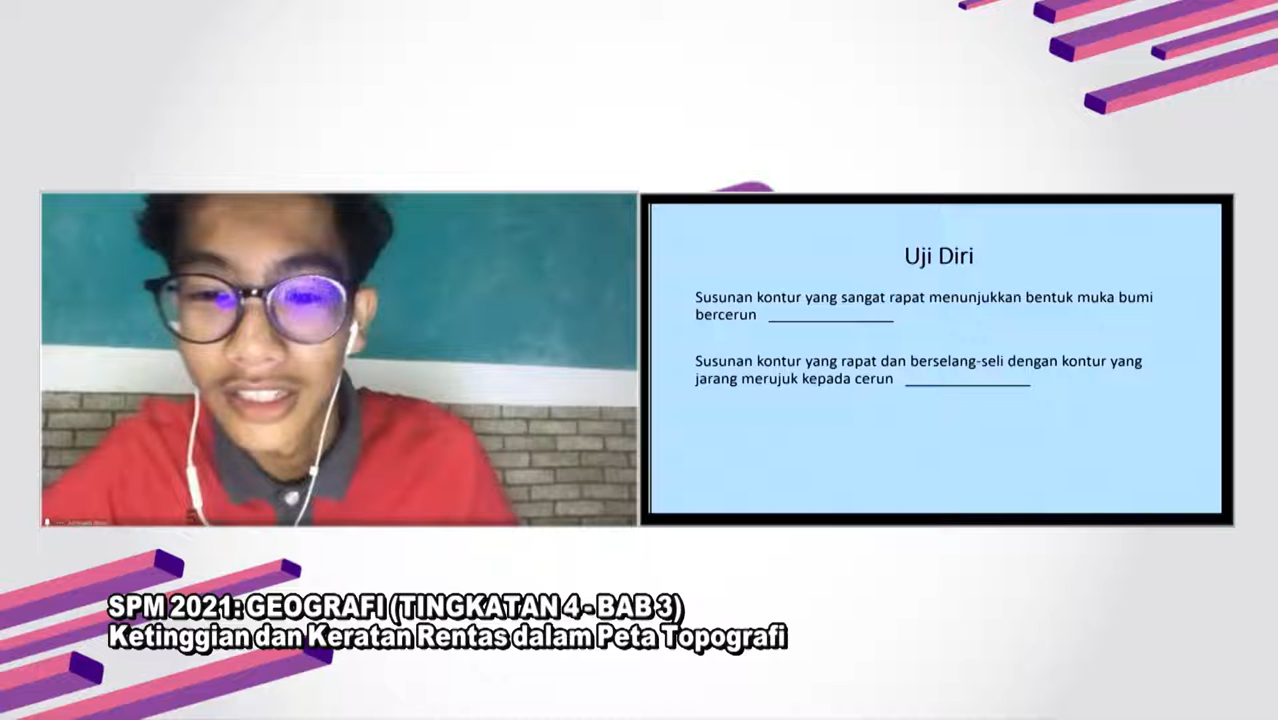 Uji Diri
Susunan kontur yang sangat rapat menunjukkan bentuk muka bumi
bercerun
Susunan kontur yang rapat dan berselang-seli dengan kontur yang
jarang merujuk kepada cerun
SPM 2021: GEOGRAFI (TINGKATAN 4 - BAB 3)
Ketinggian dan Keratan Rentas dalam Peta Topografi